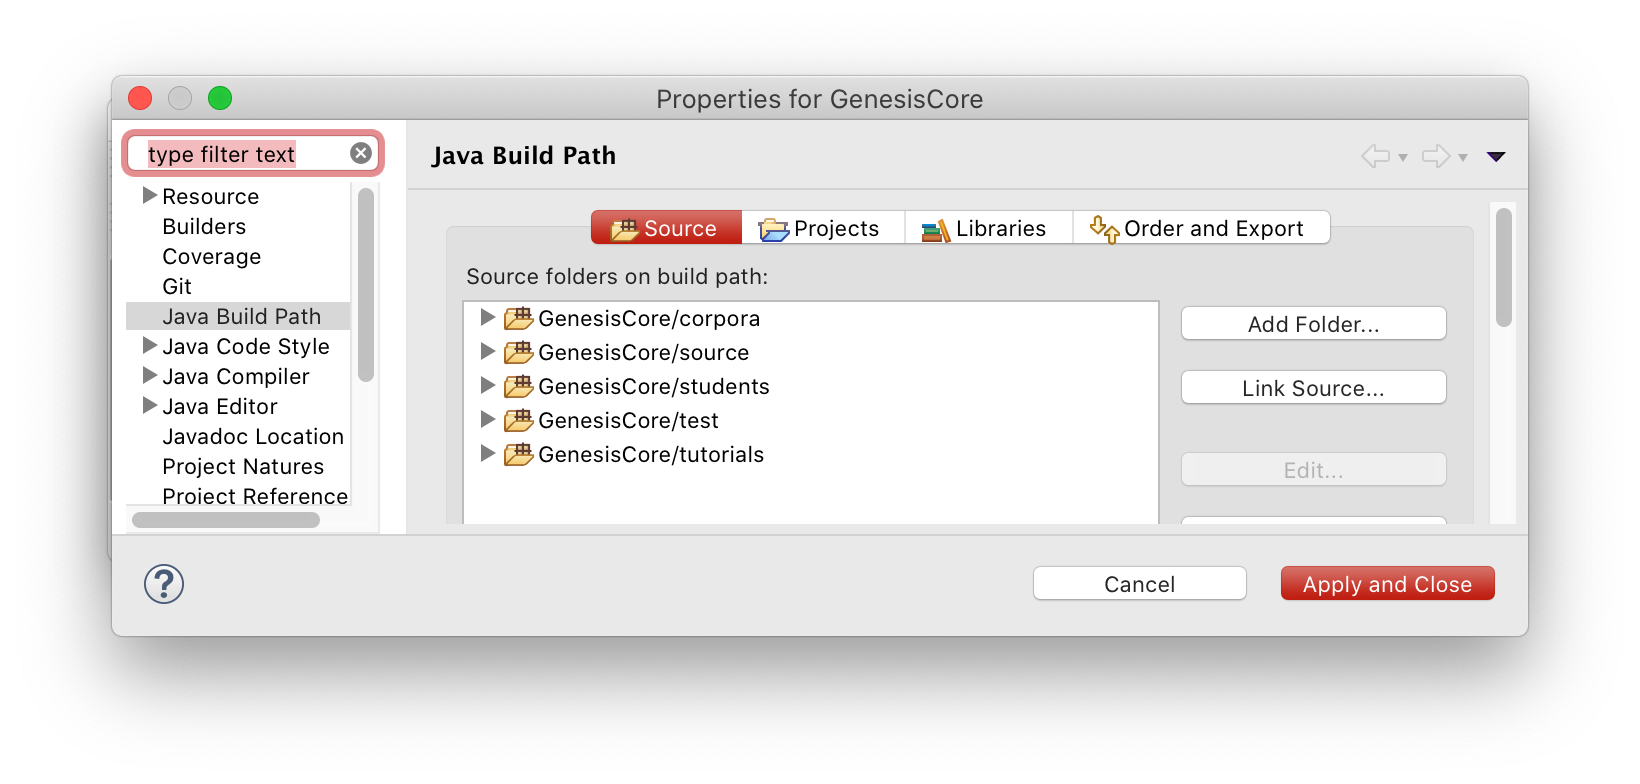 Properties for GenesisCore
type filter text
Resource
Builders
Coverage
Git
Java Build Path
Java Code Style
Java Compiler
Java Editor
Javadoc Location
Project Natures
Project Reference
Java Build Path
Source Projects Libraries Order and Export
Source folders on build path:
GenesisCore/corpora
GenesisCore/source
GenesisCore/students
GenesisCore/test
GenesisCore/tutorials
Add Folder...
Link Source...
Edit...
?
Cancel
Apply and Close